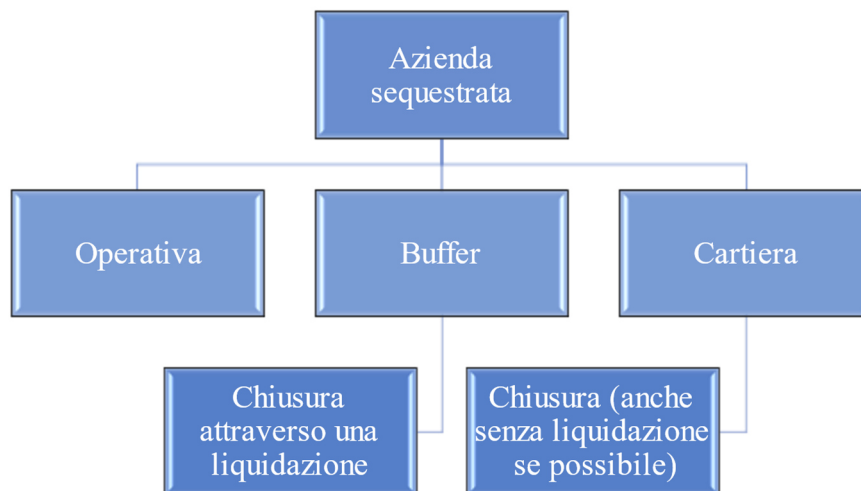 Azienda
sequestrata
Operativa
Buffer
Cartiera
Chiusura
attraverso una
liquidazione
Chiusura (anche
senza liquidazione
se possibile)